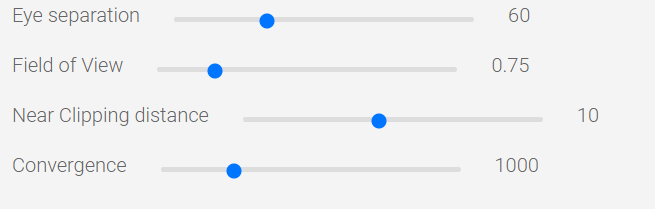 Eye separation 60
Field of View 0.75
Near Clipping distance 10
Convergence 1000